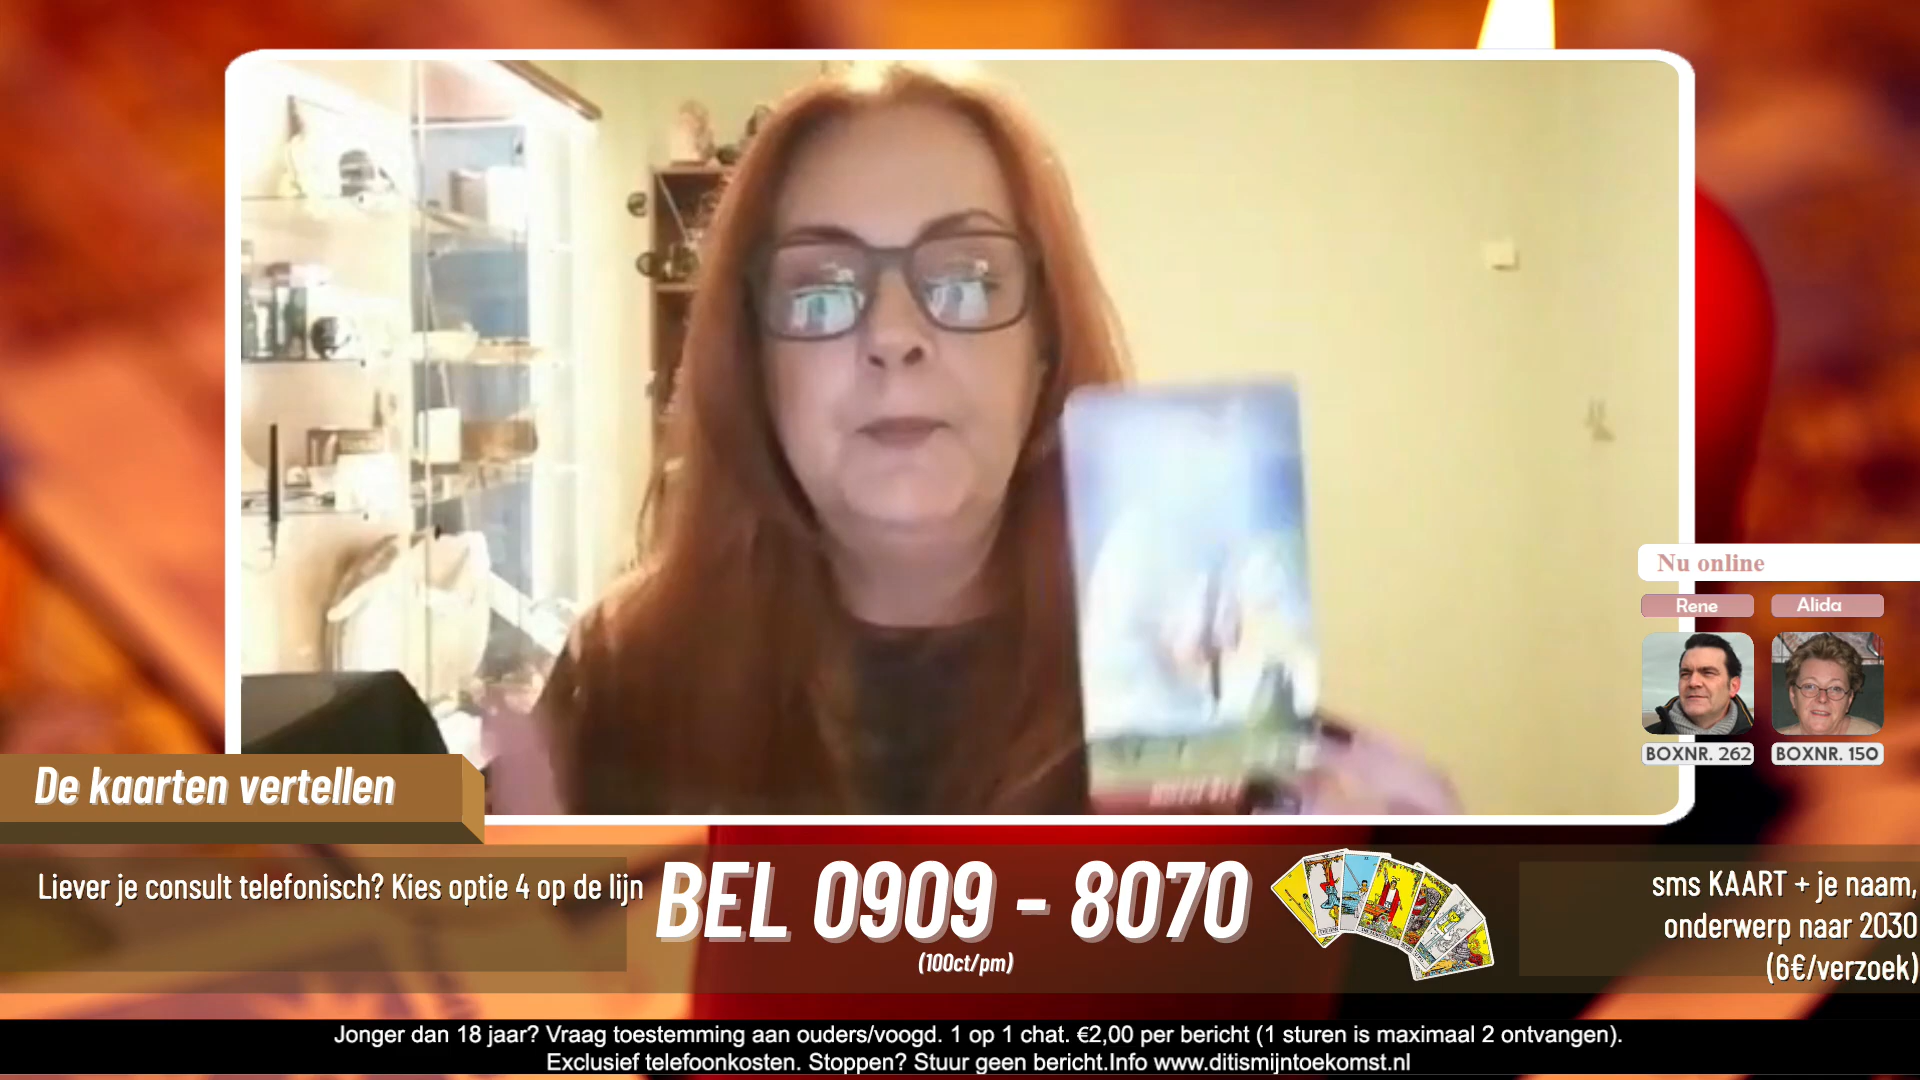 Nu online
Rene
Alida
BOXNR. 262
BOXNR. 150
De kaarten vertellen
Liever je consult telefonisch? Kies optie 4 op de lijn
BEL 0909 - 8070
(100ct/pm)
sms KAART + je naam,
onderwerp naar 2030
(6€/verzoek)
Jonger dan 18 jaar? Vraag toestemming aan ouders/voogd. 1 op 1 chat. €2,00 per bericht (1 sturen is maximaal 2 ontvangen).
Exclusief telefoonkosten. Stoppen? Stuur geen bericht.Info www.ditismijntoekomst.nl